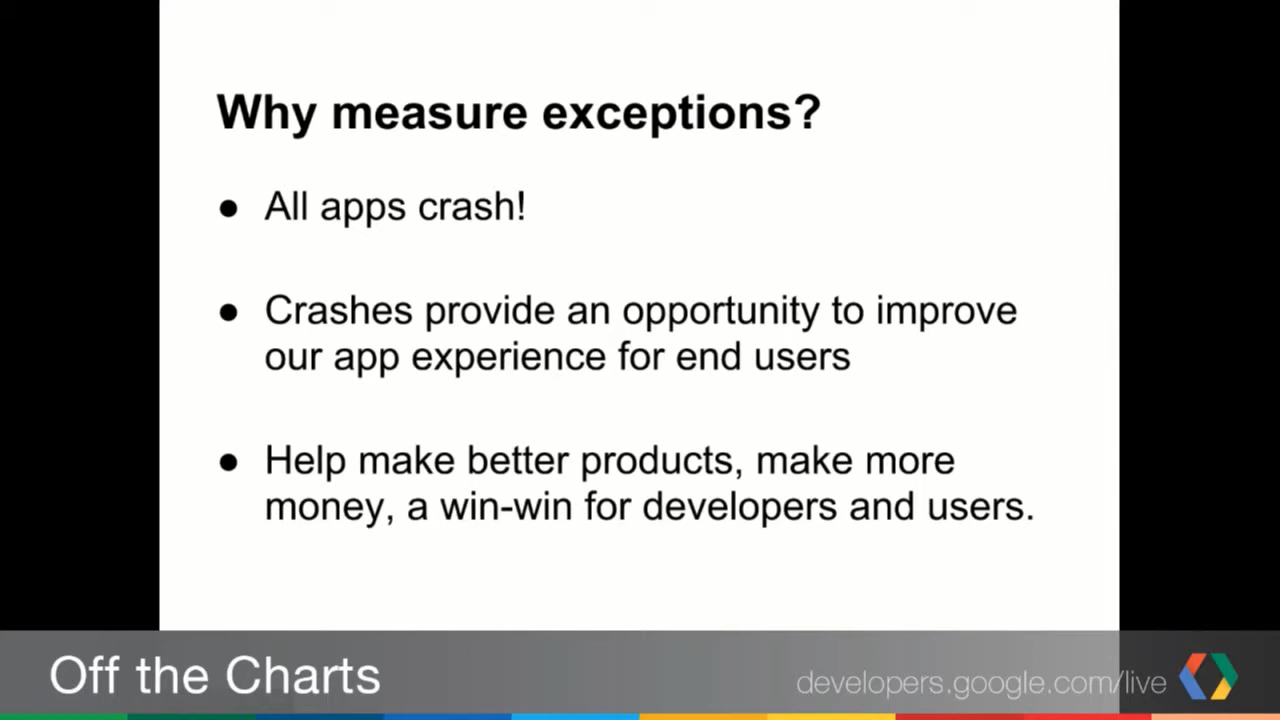 Why measure exceptions?
● All apps crash!
● Crashes provide an opportunity to improve
our app experience for end users
● Help make better products, make more
money, a win-win for developers and users.
Off the Charts
developers.google.com/live